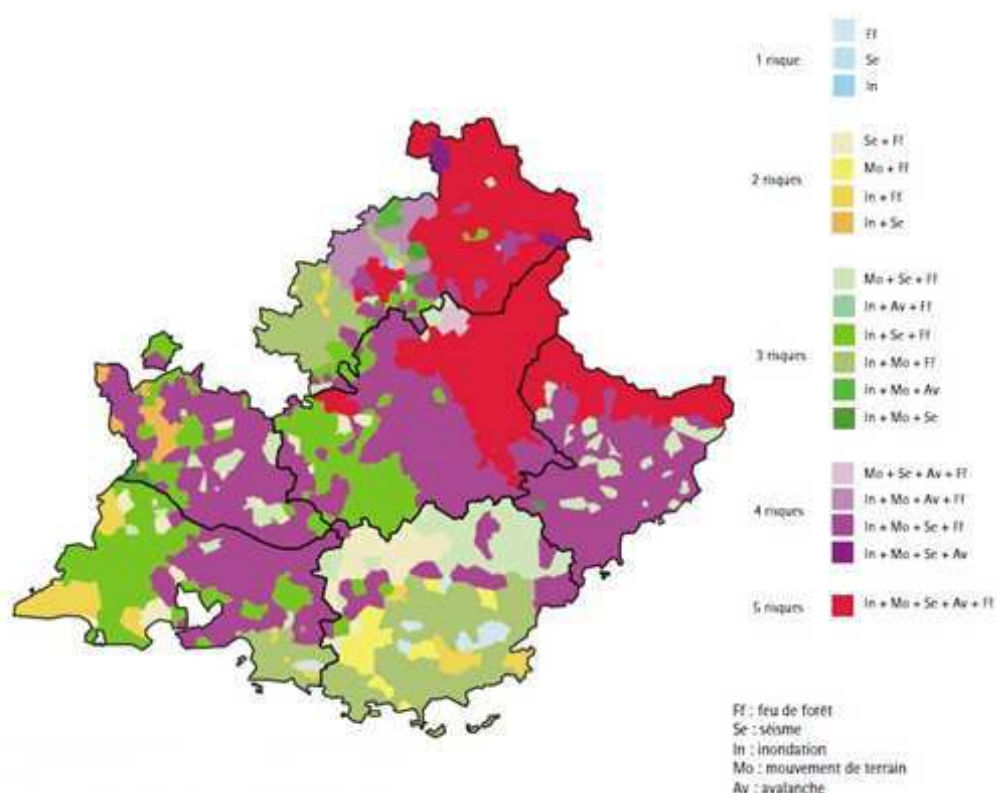 1 risque
Ff
Se
In
2 risques
Se + Ff
Mo + Ff
In + Ff
In + Se
3 risques
Mo + Se + Ff
In + Av + Ff
In + Se + Ff
In + Mo + Ff
In + Mo + Av
In + Mo + Se
4 risques
Mo + Se + Av + Ff
In + Mo + Av + Ff
In + Mo + Se + Ff
In + Mo + Se + Av
5 risques
In + Mo + Se + Av + Ff
Ff : feu de forêt
Se : séisme
In : inondation
Mo : mouvement de terrain
Av : avalanche